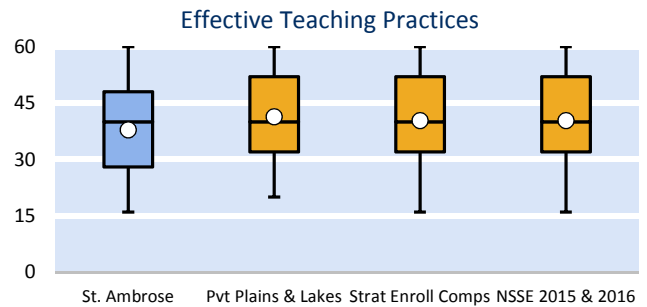 Effective Teaching Practices
60
45
30
15
0
St. Ambrose Pvt Plains & Lakes Strat Enroll Comps NSSE 2015 & 2016